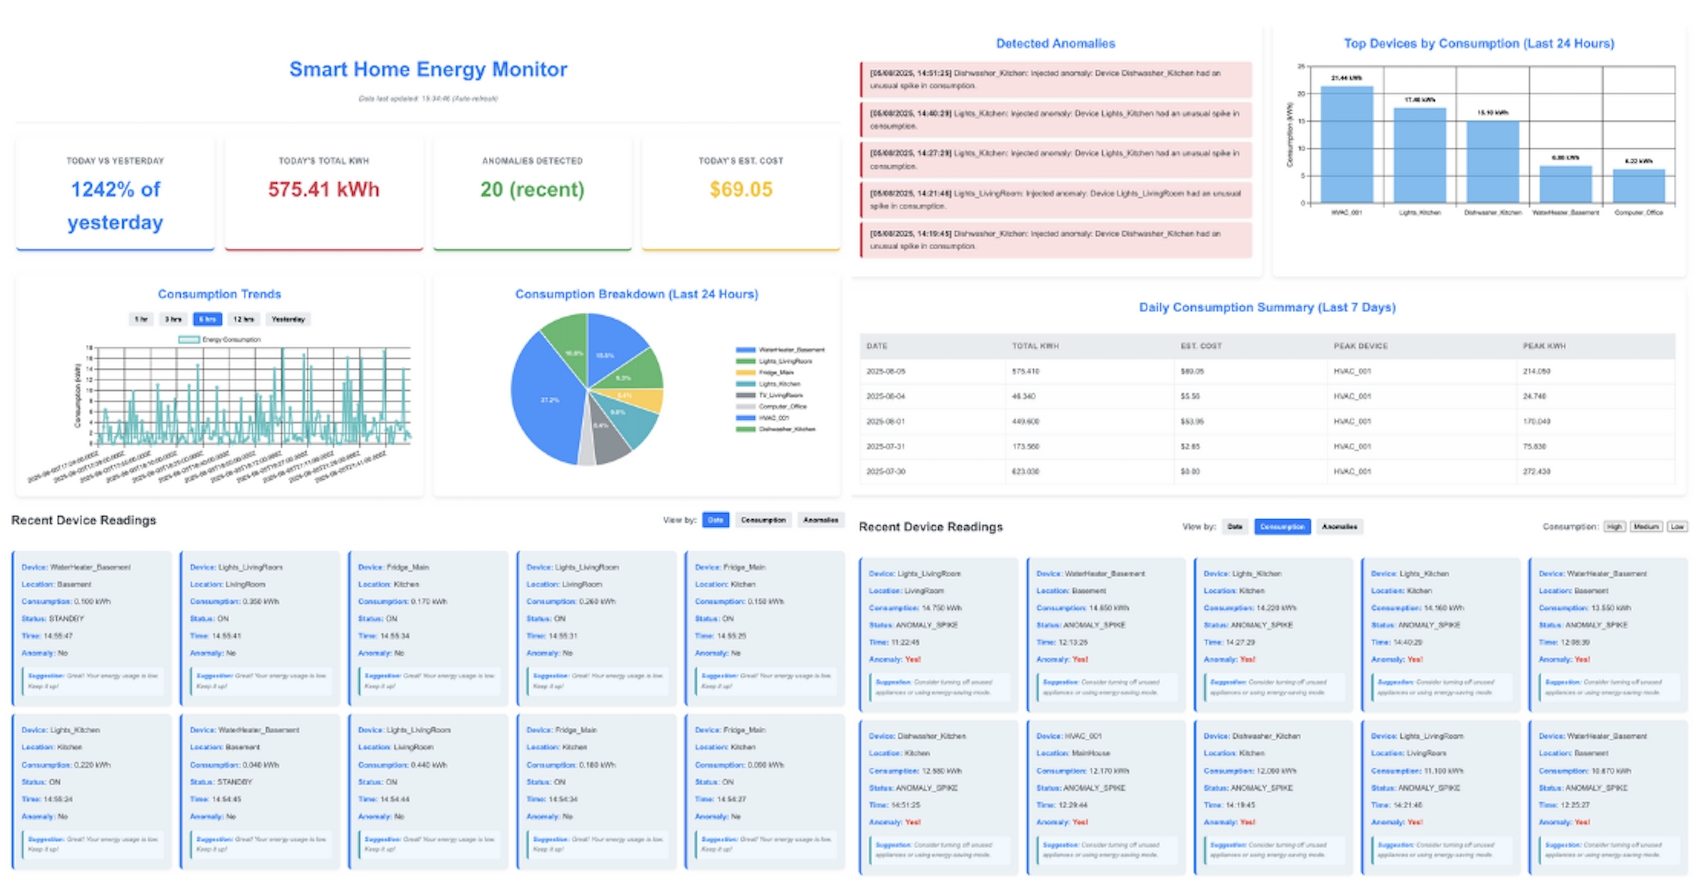 Smart Home Energy Monitor
Data last updated: 15:34:46 (Auto-refresh)
TODAY VS YESTERDAY
1242% of
yesterday
TODAY'S TOTAL KWH
575.41 kWh
ANOMALIES DETECTED
20 (recent)
TODAY'S EST. COST
$69.05
Consumption Trends
1 hr
3 hrs
6 hrs
12 hrs
Yesterday
Energy Consumption
Consumption (kWh)
18
16
14
12
10
8
6
4
2
0
Consumption Breakdown (Last 24 Hours)
37.2%
WaterHeater_Basement
Lights_LivingRoom
Fridge_Main
Lights_Kitchen
TV_LivingRoom
Computer_Office
HVAC_001
Dishwasher_Kitchen
Detected Anomalies
[05/08/2025, 14:51:25] Dishwasher_Kitchen: Injected anomaly: Device Dishwasher_Kitchen had an
unusual spike in consumption.
[05/08/2025, 14:40:29] Lights_Kitchen: Injected anomaly: Device Lights_Kitchen had an unusual spike in
consumption.
[05/08/2025, 14:27:29] Lights_Kitchen: Injected anomaly: Device Lights_Kitchen had an unusual spike in
consumption.
[05/08/2025, 14:21:46] Lights_LivingRoom: Injected anomaly: Device Lights_LivingRoom had an unusual
spike in consumption.
[05/08/2025, 14:19:45] Dishwasher_Kitchen: Injected anomaly: Device Dishwasher_Kitchen had an
unusual spike in consumption.
Top Devices by Consumption (Last 24 Hours)
Consumption (kWh)
25
20
15
10
5
0
21.44 kWh
17.46 kWh
15.10 kWh
HVAC_001
Lights_Kitchen
Dishwasher_Kitchen
WaterHeater_Basement
Computer_Office
Daily Consumption Summary (Last 7 Days)
DATE TOTAL KWH EST. COST PEAK DEVICE PEAK KWH
2025-08-05 575.410 $69.05 HVAC_001 214.050
2025-08-04 46.340 $5.56 HVAC_001 24.740
2025-08-01 449.600 $53.95 HVAC_001 170.040
2025-07-31 173.560 $2.65 HVAC_001 75.830
2025-07-30 623.030 $0.00 HVAC_001 272.430
Recent Device Readings
View by: Date Consumption Anomalies
Device: WaterHeater_Basement
Location: Basement
Consumption: 0.100 kWh
Status: STANDBY
Time: 14:55:47
Anomaly: No
Suggestion: Great! Your energy usage is low.
Keep it up!
Device: Lights_LivingRoom
Location: LivingRoom
Consumption: 0.350 kWh
Status: ON
Time: 14:55:41
Anomaly: No
Suggestion: Great! Your energy usage is low.
Keep it up!
Device: Fridge_Main
Location: Kitchen
Consumption: 0.170 kWh
Status: ON
Time: 14:55:34
Anomaly: No
Suggestion: Great! Your energy usage is low.
Keep it up!
Device: Lights_LivingRoom
Location: LivingRoom
Consumption: 0.260 kWh
Status: ON
Time: 14:55:31
Anomaly: No
Suggestion: Great! Your energy usage is low.
Keep it up!
Device: Fridge_Main
Location: Kitchen
Consumption: 0.150 kWh
Status: ON
Time: 14:55:25
Anomaly: No
Suggestion: Great! Your energy usage is low.
Keep it up!
Device: Lights_Kitchen
Location: Kitchen
Consumption: 0.220 kWh
Status: ON
Time: 14:55:24
Anomaly: No
Suggestion: Great! Your energy usage is low.
Keep it up!
Device: WaterHeater_Basement
Location: Basement
Consumption: 0.040 kWh
Status: STANDBY
Time: 14:54:45
Anomaly: No
Suggestion: Great! Your energy usage is low.
Keep it up!
Device: Lights_LivingRoom
Location: LivingRoom
Consumption: 0.440 kWh
Status: ON
Time: 14:54:44
Anomaly: No
Suggestion: Great! Your energy usage is low.
Keep it up!
Device: Fridge_Main
Location: Kitchen
Consumption: 0.180 kWh
Status: ON
Time: 14:54:34
Anomaly: No
Suggestion: Great! Your energy usage is low.
Keep it up!
Device: Fridge_Main
Location: Kitchen
Consumption: 0.090 kWh
Status: ON
Time: 14:54:27
Anomaly: No
Suggestion: Great! Your energy usage is low.
Keep it up!
Recent Device Readings
View by: Date Consumption Anomalies
Consumption: High Medium Low
Device: Lights_LivingRoom
Location: LivingRoom
Consumption: 14.750 kWh
Status: ANOMALY_SPIKE
Time: 11:22:45
Anomaly: Yes!
Suggestion: Consider turning off unused
appliances or using energy-saving mode.
Device: WaterHeater_Basement
Location: Basement
Consumption: 14.650 kWh
Status: ANOMALY_SPIKE
Time: 12:13:25
Anomaly: Yes!
Suggestion: Consider turning off unused
appliances or using energy-saving mode.
Device: Lights_Kitchen
Location: Kitchen
Consumption: 14.220 kWh
Status: ANOMALY_SPIKE
Time: 14:27:29
Anomaly: Yes!
Suggestion: Consider turning off unused
appliances or using energy-saving mode.
Device: Lights_Kitchen
Location: Kitchen
Consumption: 14.160 kWh
Status: ANOMALY_SPIKE
Time: 14:40:29
Anomaly: Yes!
Suggestion: Consider turning off unused
appliances or using energy-saving mode.
Device: WaterHeater_Basement
Location: Basement
Consumption: 13.550 kWh
Status: ANOMALY_SPIKE
Time: 12:08:39
Anomaly: Yes!
Suggestion: Consider turning off unused
appliances or using energy-saving mode.
Device: Dishwasher_Kitchen
Location: Kitchen
Consumption: 12.980 kWh
Status: ANOMALY_SPIKE
Time: 14:51:25
Anomaly: Yes!
Suggestion: Consider turning off unused
appliances or using energy-saving mode.
Device: HVAC_001
Location: MainHouse
Consumption: 12.170 kWh
Status: ANOMALY_SPIKE
Time: 12:29:44
Anomaly: Yes!
Suggestion: Consider turning off unused
appliances or using energy-saving mode.
Device: Dishwasher_Kitchen
Location: Kitchen
Consumption: 12.090 kWh
Status: ANOMALY_SPIKE
Time: 14:19:45
Anomaly: Yes!
Suggestion: Consider turning off unused
appliances or using energy-saving mode.
Device: Lights_LivingRoom
Location: LivingRoom
Consumption: 11.100 kWh
Status: ANOMALY_SPIKE
Time: 14:21:46
Anomaly: Yes!
Suggestion: Consider turning off unused
appliances or using energy-saving mode.
Device: WaterHeater_Basement
Location: Basement
Consumption: 10.670 kWh
Status: ANOMALY_SPIKE
Time: 12:25:27
Anomaly: Yes!
Suggestion: Consider turning off unused
appliances or using energy-saving mode.